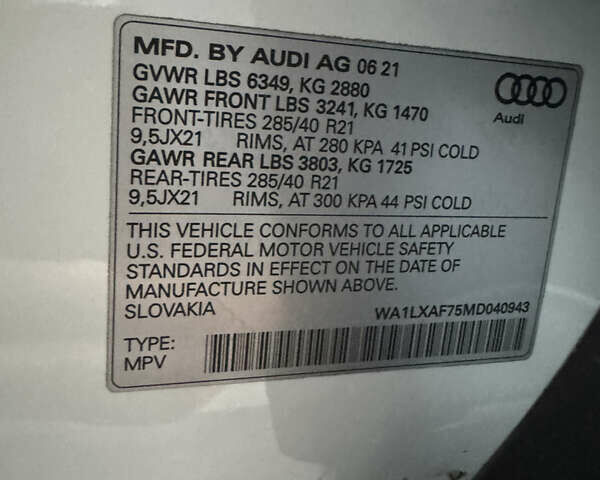 MFD. BY AUDI AG 06 21
GVWR LBS 6349, KG 2880
GAWR FRONT LBS 3241, KG 1470
FRONT-TIRES 285/40 R21
9,5JX21 RIMS, AT 280 KPA 41 PSI COLD
GAWR REAR LBS 3803, KG 1725
REAR-TIRES 285/40 R21
9,5JX21 RIMS, AT 300 KPA 44 PSI COLD
Audi
THIS VEHICLE CONFORMS TO ALL APPLICABLE
U.S. FEDERAL MOTOR VEHICLE SAFETY
STANDARDS IN EFFECT ON THE DATE OF
MANUFACTURE SHOWN ABOVE.
SLOVAKIA WA1LXAF75MD040943
TYPE:
MPV